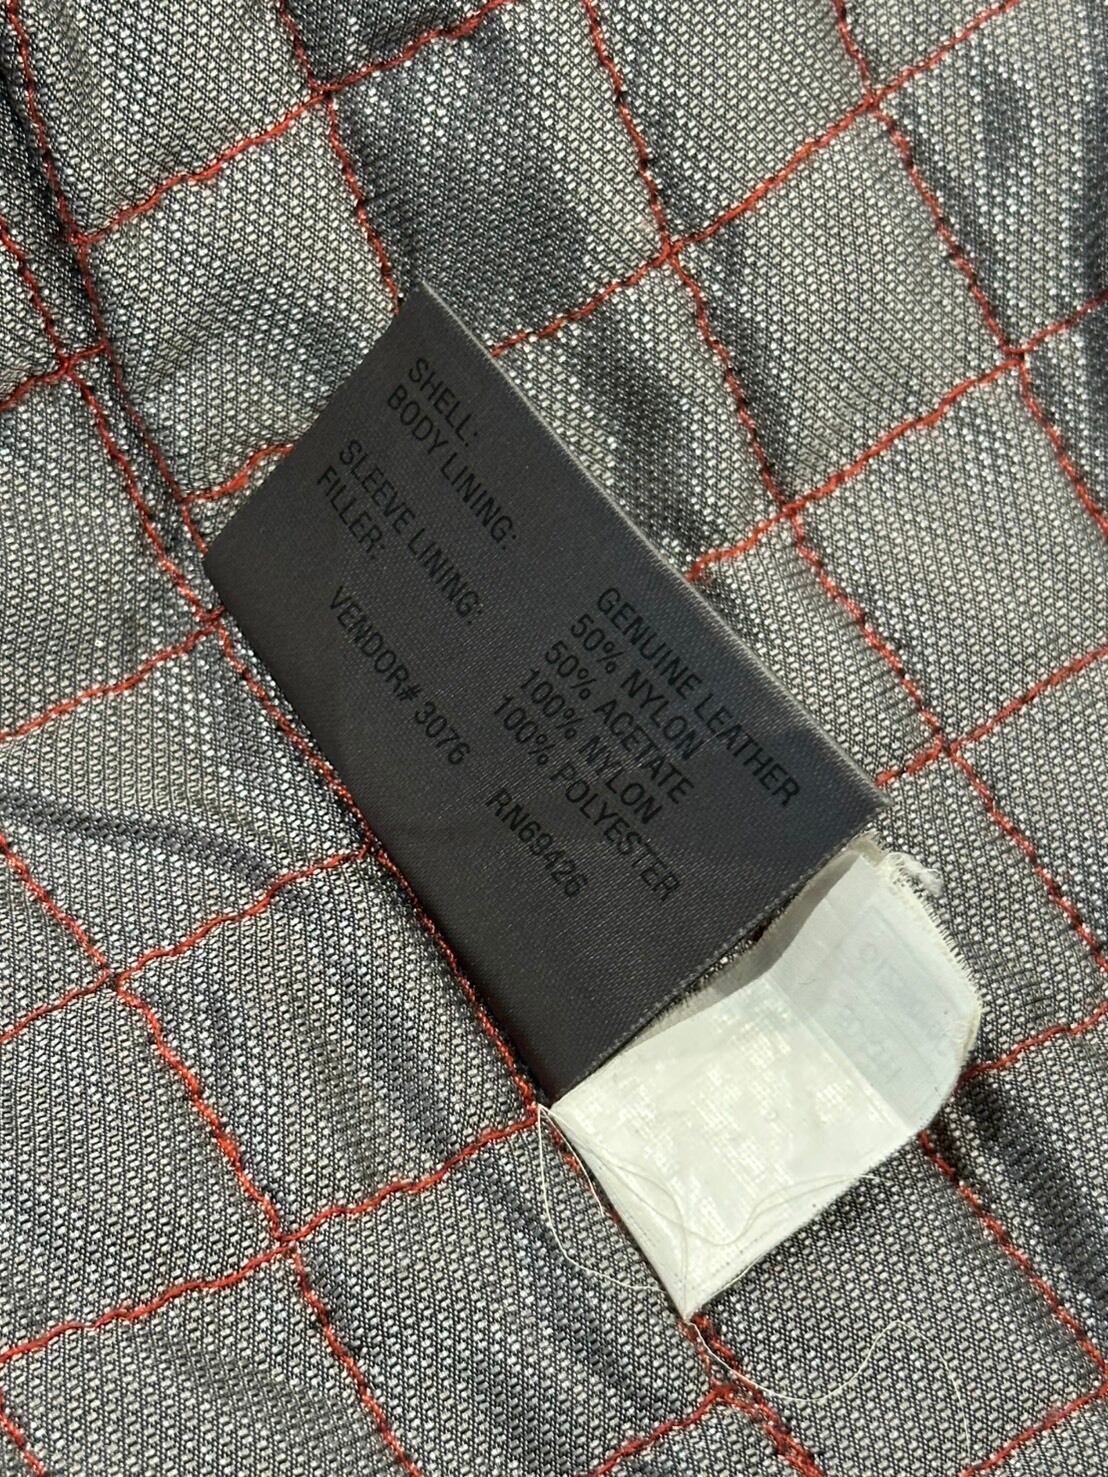 SHELL: GENUINE LEATHER
BODY LINING: 50% NYLON
50% ACETATE
SLEEVE LINING: 100% NYLON
FILLER: 100% POLYESTER
VENDOR# 3076 RN69426